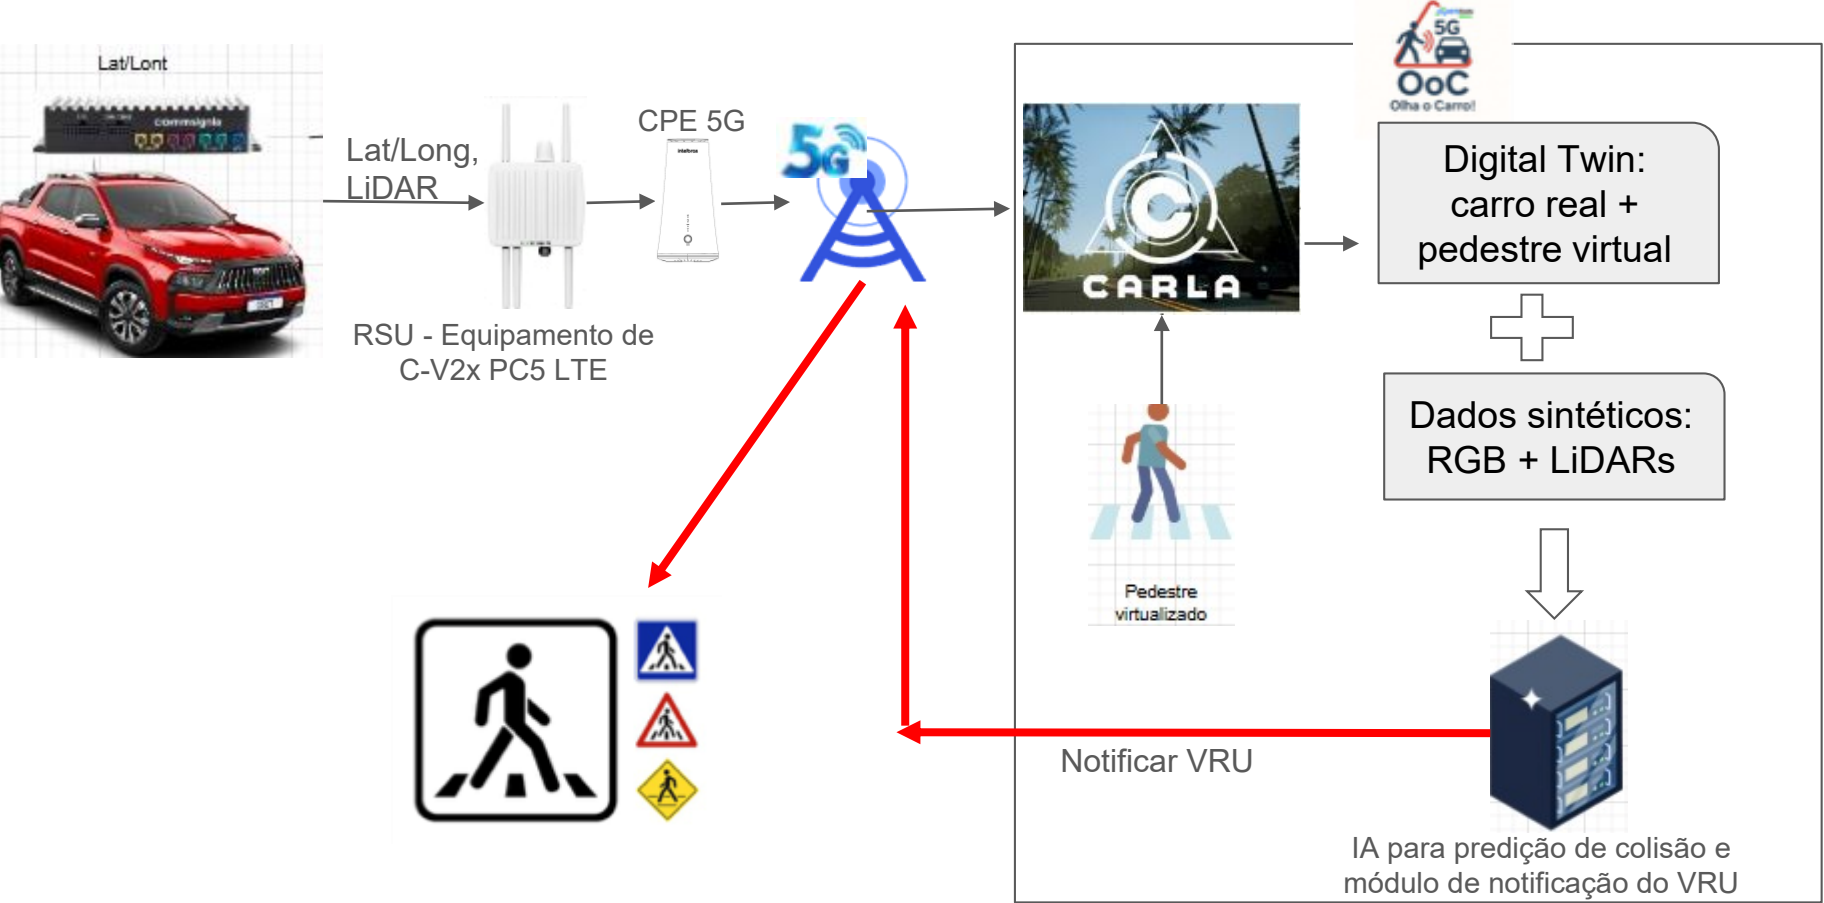 Lat/Lont
commsignia
Lat/Long,
LiDAR
RSU - Equipamento de
C-V2x PC5 LTE
CPE 5G
intelbras
5G
CARLA
Pedestre
virtualizado
5G
OoC
Olha o Carro!
Digital Twin:
carro real +
pedestre virtual
Dados sintéticos:
RGB + LiDARs
Notificar VRU
IA para predição de colisão e
módulo de notificação do VRU